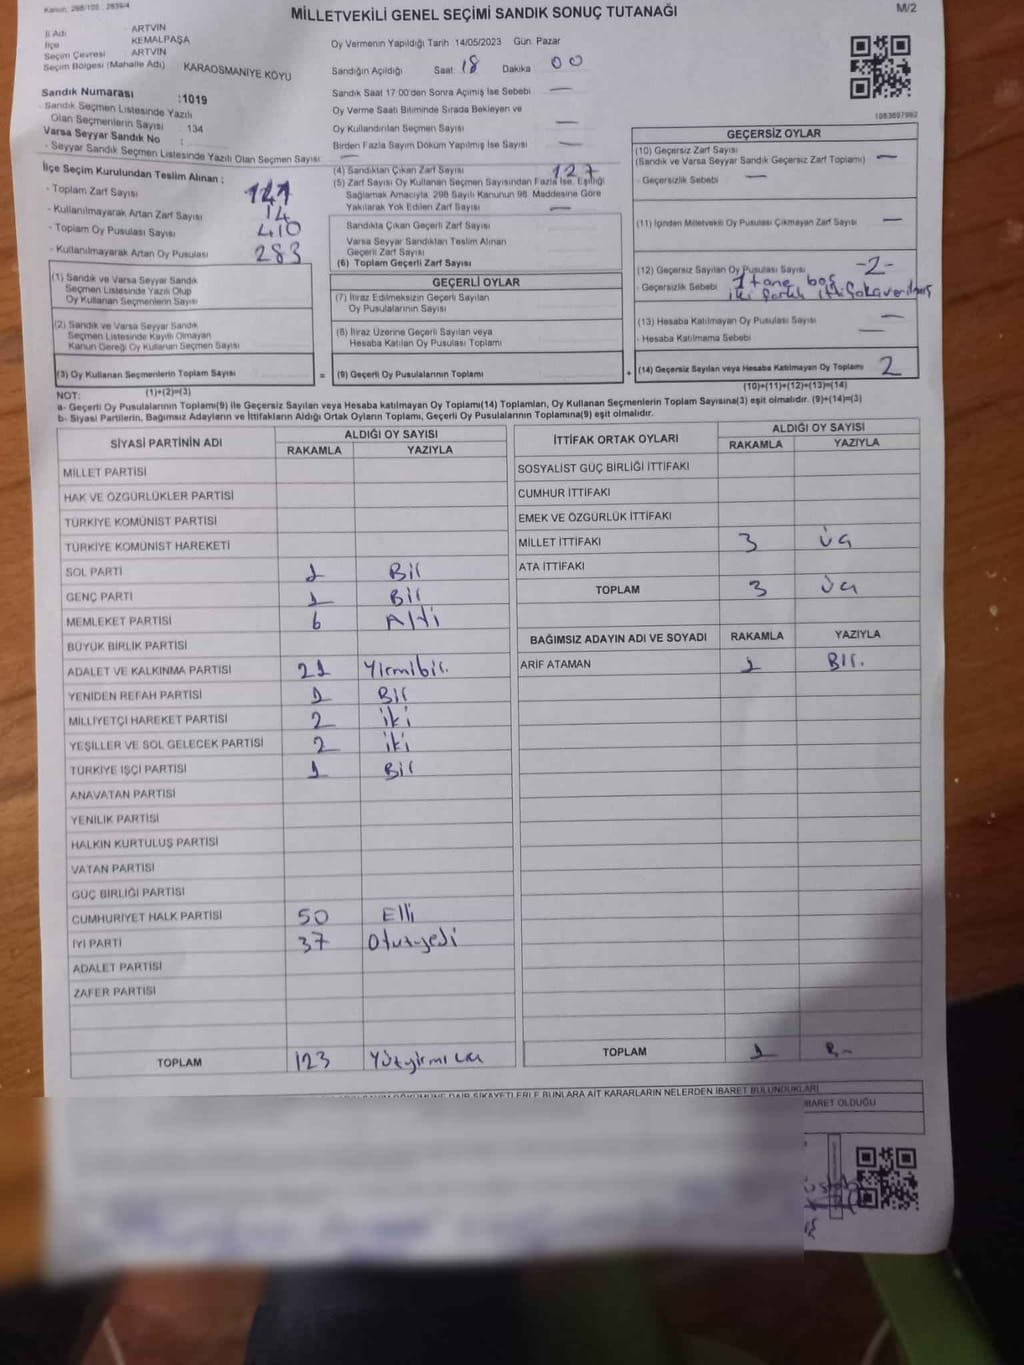 Kanun: 298/105 , 2839/4
MİLLETVEKİLİ GENEL SEÇİMİ SANDIK SONUÇ TUTANAĞI
M/2
İl Adı : ARTVİN
İlçe : KEMALPAŞA
Seçim Çevresi : ARTVİN
Seçim Bölgesi (Mahalle Adı) KARAOSMANİYE KÖYÜ
Sandık Numarası :1019
- Sandık Seçmen Listesinde Yazılı
Olan Seçmenlerin Sayısı : 134
Varsa Seyyar Sandık No :
- Seyyar Sandık Seçmen Listesinde Yazılı Olan Seçmen Sayısı: —
Oy Vermenin Yapıldığı Tarih 14/05/2023 Gün Pazar
Sandığın Açıldığı Saat 18 Dakika 00
Sandık Saat 17:00'den Sonra Açımış İse Sebebi —
Oy Verme Saati Bitiminde Sırada Bekleyen ve
Oy Kullandırılan Seçmen Sayısı —
Birden Fazla Sayım Döküm Yapılmış İse Sayısı —
1083697992
İlçe Seçim Kurulundan Teslim Alınan :
- Toplam Zarf Sayısı
- Kullanılmayarak Artan Zarf Sayısı 14
- Toplam Oy Pusulası Sayısı 410
- Kullanılmayarak Artan Oy Pusulası 283
(4) Sandıktan Çıkan Zarf Sayısı 127
(5) Zarf Sayısı Oy Kullanan Seçmen Sayısından Fazla İse, Eşitliği
Sağlamak Amacıyla; 298 Sayılı Kanunun 98. Maddesine Göre
Yakılarak Yok Edilen Zarf Sayısı —
Sandıkta Çıkan Geçerli Zarf Sayısı
Varsa Seyyar Sandıktan Teslim Alınan
Geçerli Zarf Sayısı
(6) Toplam Geçerli Zarf Sayısı
GEÇERSİZ OYLAR
(10) Geçersiz Zarf Sayısı
(Sandık ve Varsa Seyyar Sandık Geçersiz Zarf Toplamı) —
- Geçersizlik Sebebi —
(11) İçinden Milletvekili Oy Pusulası Çıkmayan Zarf Sayısı —
(12) Geçersiz Sayılan Oy Pusulası Sayısı -2-
- Geçersizlik Sebebi 1 tane boş
iki farklı ittifaka verilmiş
(13) Hesaba Katılmayan Oy Pusulası Sayısı —
- Hesaba Katılmama Sebebi —
(14) Geçersiz Sayılan veya Hesaba Katılmayan Oy Toplamı 2
(10)+(11)+(12)+(13)=(14)
(1) Sandık ve Varsa Seyyar Sandık
Seçmen Listesinde Yazılı Olup
Oy Kullanan Seçmenlerin Sayısı
(2) Sandık ve Varsa Seyyar Sandık
Seçmen Listesinde Kayıtlı Olmayan
Kanun Gereği Oy Kullanan Seçmen Sayısı
(3) Oy Kullanan Seçmenlerin Toplam Sayısı =
(1)+(2)=(3)
GEÇERLİ OYLAR
(7) İtiraz Edilmeksizin Geçerli Sayılan
Oy Pusulalarının Sayısı
(8) İtiraz Üzerine Geçerli Sayılan veya
Hesaba Katılan Oy Pusulası Toplamı
(9) Geçerli Oy Pusulalarının Toplamı +
NOT:
a- Geçerli Oy Pusulalarının Toplamı(9) ile Geçersiz Sayılan veya Hesaba katılmayan Oy Toplamı(14) Toplamları, Oy Kullanan Seçmenlerin Toplam Sayısına(3) eşit olmalıdır. (9)+(14)=(3)
b- Siyasi Partilerin, Bağımsız Adayların ve İttifakların Aldığı Ortak Oyların Toplamı, Geçerli Oy Pusulalarının Toplamına(9) eşit olmalıdır.
SİYASİ PARTİNİN ADI ALDIĞI OY SAYISI
RAKAMLA YAZIYLA
MİLLET PARTİSİ
HAK VE ÖZGÜRLÜKLER PARTİSİ
TÜRKİYE KOMÜNİST PARTİSİ
TÜRKİYE KOMÜNİST HAREKETİ
SOL PARTİ 1 Bir
GENÇ PARTİ 1 Bir
MEMLEKET PARTİSİ 6 Altı
BÜYÜK BİRLİK PARTİSİ
ADALET VE KALKINMA PARTİSİ 21 Yirmibir.
YENİDEN REFAH PARTİSİ 1 Bir
MİLLİYETÇİ HAREKET PARTİSİ 2 iki
YEŞİLLER VE SOL GELECEK PARTİSİ 2 iki
TÜRKİYE İŞÇİ PARTİSİ 1 Bir
ANAVATAN PARTİSİ
YENİLİK PARTİSİ
HALKIN KURTULUŞ PARTİSİ
VATAN PARTİSİ
GÜÇ BİRLİĞİ PARTİSİ
CUMHURİYET HALK PARTİSİ 50 Elli
İYİ PARTİ 37 Otuzyedi
ADALET PARTİSİ
ZAFER PARTİSİ
TOPLAM 123 Yüzyirmi üç
İTTİFAK ORTAK OYLARI ALDIĞI OY SAYISI
RAKAMLA YAZIYLA
SOSYALİST GÜÇ BİRLİĞİ İTTİFAKI
CUMHUR İTTİFAKI
EMEK VE ÖZGÜRLÜK İTTİFAKI
MİLLET İTTİFAKI 3 üç
ATA İTTİFAKI
TOPLAM 3 üç
BAĞIMSIZ ADAYIN ADI VE SOYADI RAKAMLA YAZIYLA
ARİF ATAMAN 1 Bir.
TOPLAM 1
ŞİKAYETLERLE BUNLARA AİT KARARLARIN NELERDEN İBARET BULUNDUKLARI
İBARET OLDUĞU